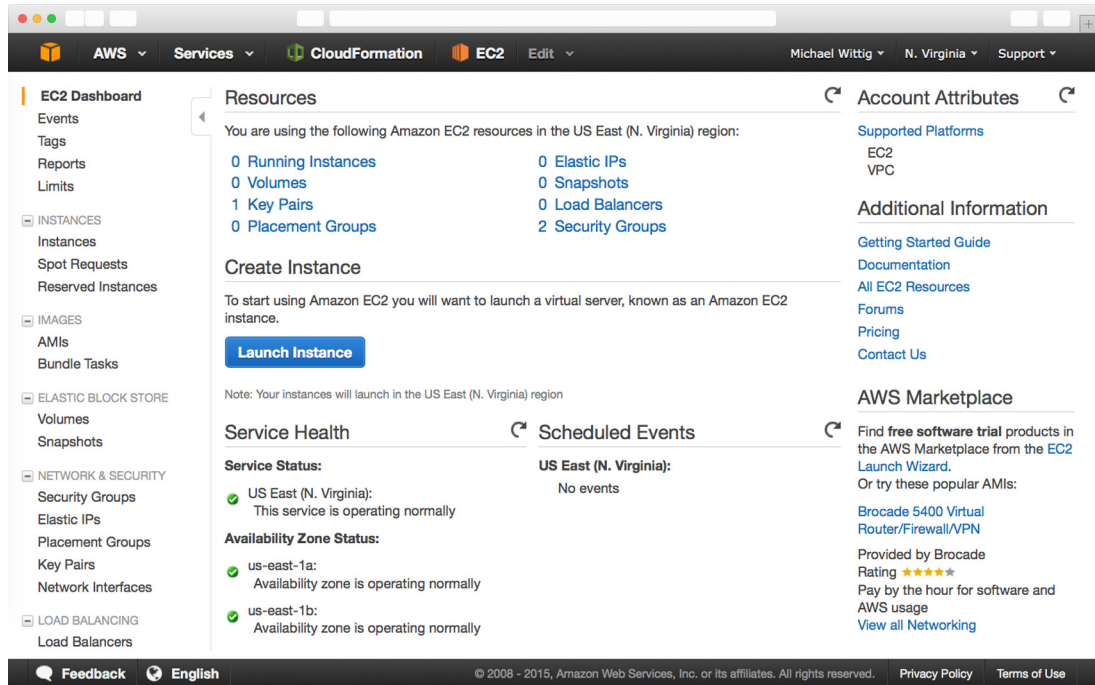 AWS Services CloudFormation EC2 Edit Michael Wittig N. Virginia Support
EC2 Dashboard
Events
Tags
Reports
Limits
INSTANCES
Instances
Spot Requests
Reserved Instances
IMAGES
AMIs
Bundle Tasks
ELASTIC BLOCK STORE
Volumes
Snapshots
NETWORK & SECURITY
Security Groups
Elastic IPs
Placement Groups
Key Pairs
Network Interfaces
LOAD BALANCING
Load Balancers
Resources
You are using the following Amazon EC2 resources in the US East (N. Virginia) region:
0 Running Instances
0 Volumes
1 Key Pairs
0 Placement Groups
0 Elastic IPs
0 Snapshots
0 Load Balancers
2 Security Groups
Create Instance
To start using Amazon EC2 you will want to launch a virtual server, known as an Amazon EC2
instance.
Launch Instance
Note: Your instances will launch in the US East (N. Virginia) region
Service Health
Service Status:
US East (N. Virginia):
This service is operating normally
Availability Zone Status:
us-east-1a:
Availability zone is operating normally
us-east-1b:
Availability zone is operating normally
Scheduled Events
US East (N. Virginia):
No events
Account Attributes
Supported Platforms
EC2
VPC
Additional Information
Getting Started Guide
Documentation
All EC2 Resources
Forums
Pricing
Contact Us
AWS Marketplace
Find free software trial products in
the AWS Marketplace from the EC2
Launch Wizard.
Or try these popular AMIs:
Brocade 5400 Virtual
Router/Firewall/VPN
Provided by Brocade
Rating
Pay by the hour for software and
AWS usage
View all Networking
Feedback English © 2008 - 2015, Amazon Web Services, Inc. or its affiliates. All rights reserved. Privacy Policy Terms of Use